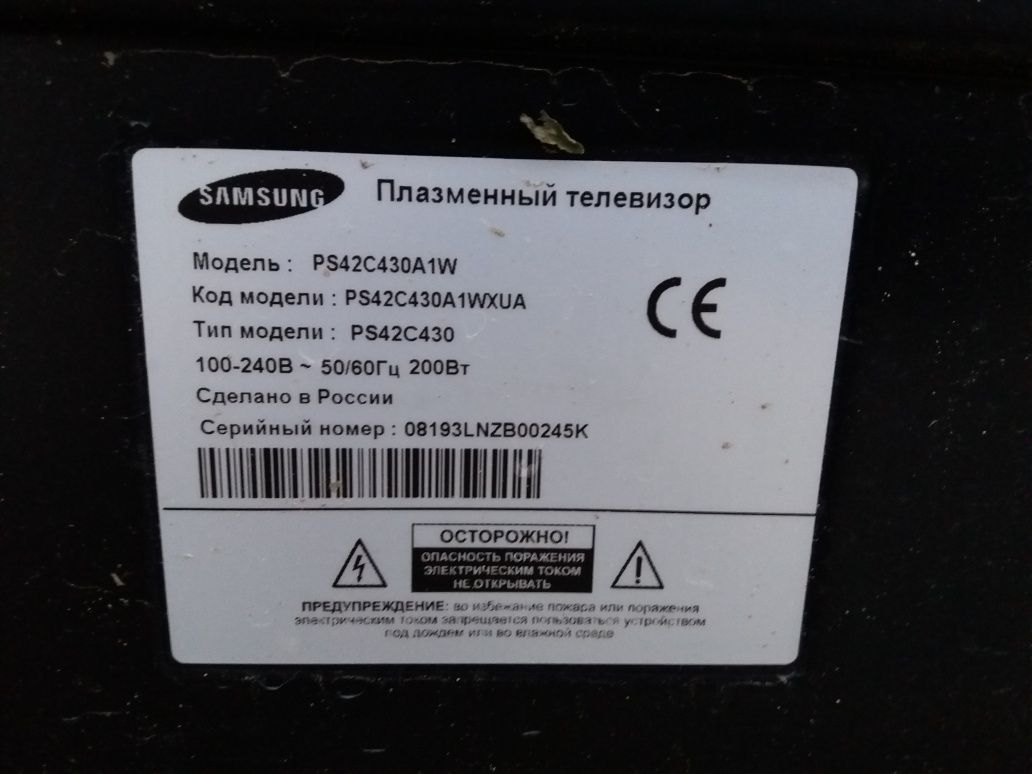 SAMSUNG Плазменный телевизор
Модель : PS42C430A1W
Код модели : PS42C430A1WXUA
Тип модели : PS42C430
100-240В ~ 50/60Гц 200Вт
CE
Сделано в России
Серийный номер : 08193LNZB00245K
ОСТОРОЖНО!
ОПАСНОСТЬ ПОРАЖЕНИЯ
ЭЛЕКТРИЧЕСКИМ ТОКОМ
НЕ ОТКРЫВАТЬ
ПРЕДУПРЕЖДЕНИЕ: во избежание пожара или поражения
электрическим током запрещается пользоваться устройством
под дождем или во влажной среде